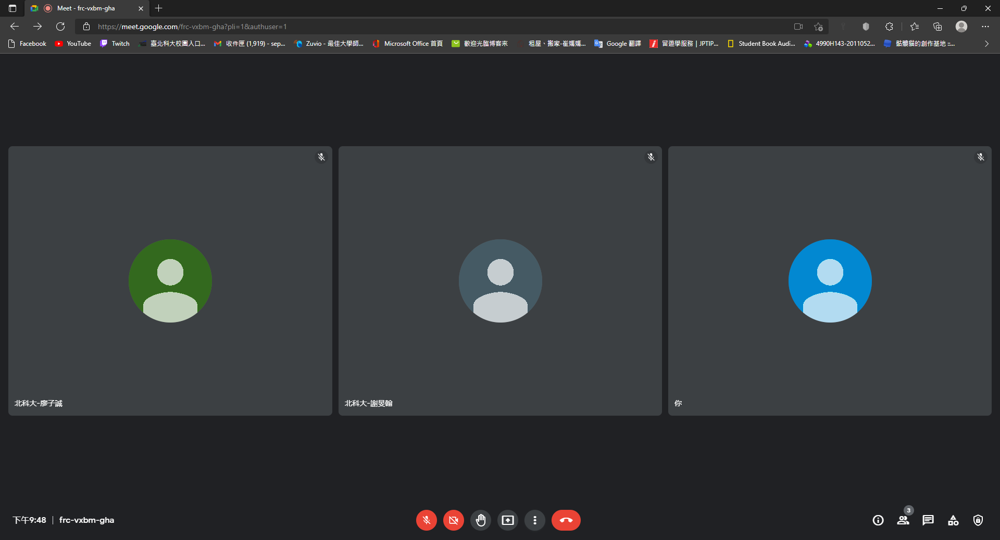 Meet - frc-vxbm-gha
https://meet.google.com/frc-vxbm-gha?pli=1&authuser=1
Facebook YouTube Twitch 臺北科大校園入口... 收件匣 (1,919) - sep... Zuvio - 最佳大學師... Microsoft Office 首頁 歡迎光臨博客來 租屋、搬家-崔媽媽... Google 翻譯 留遊學服務 | JPTIP... Student Book Audi... 4990H143-2011052... 骷髏貓的創作基地 ::...
北科大-廖子誠
北科大-謝旻翰
你
3
下午9:48 | frc-vxbm-gha